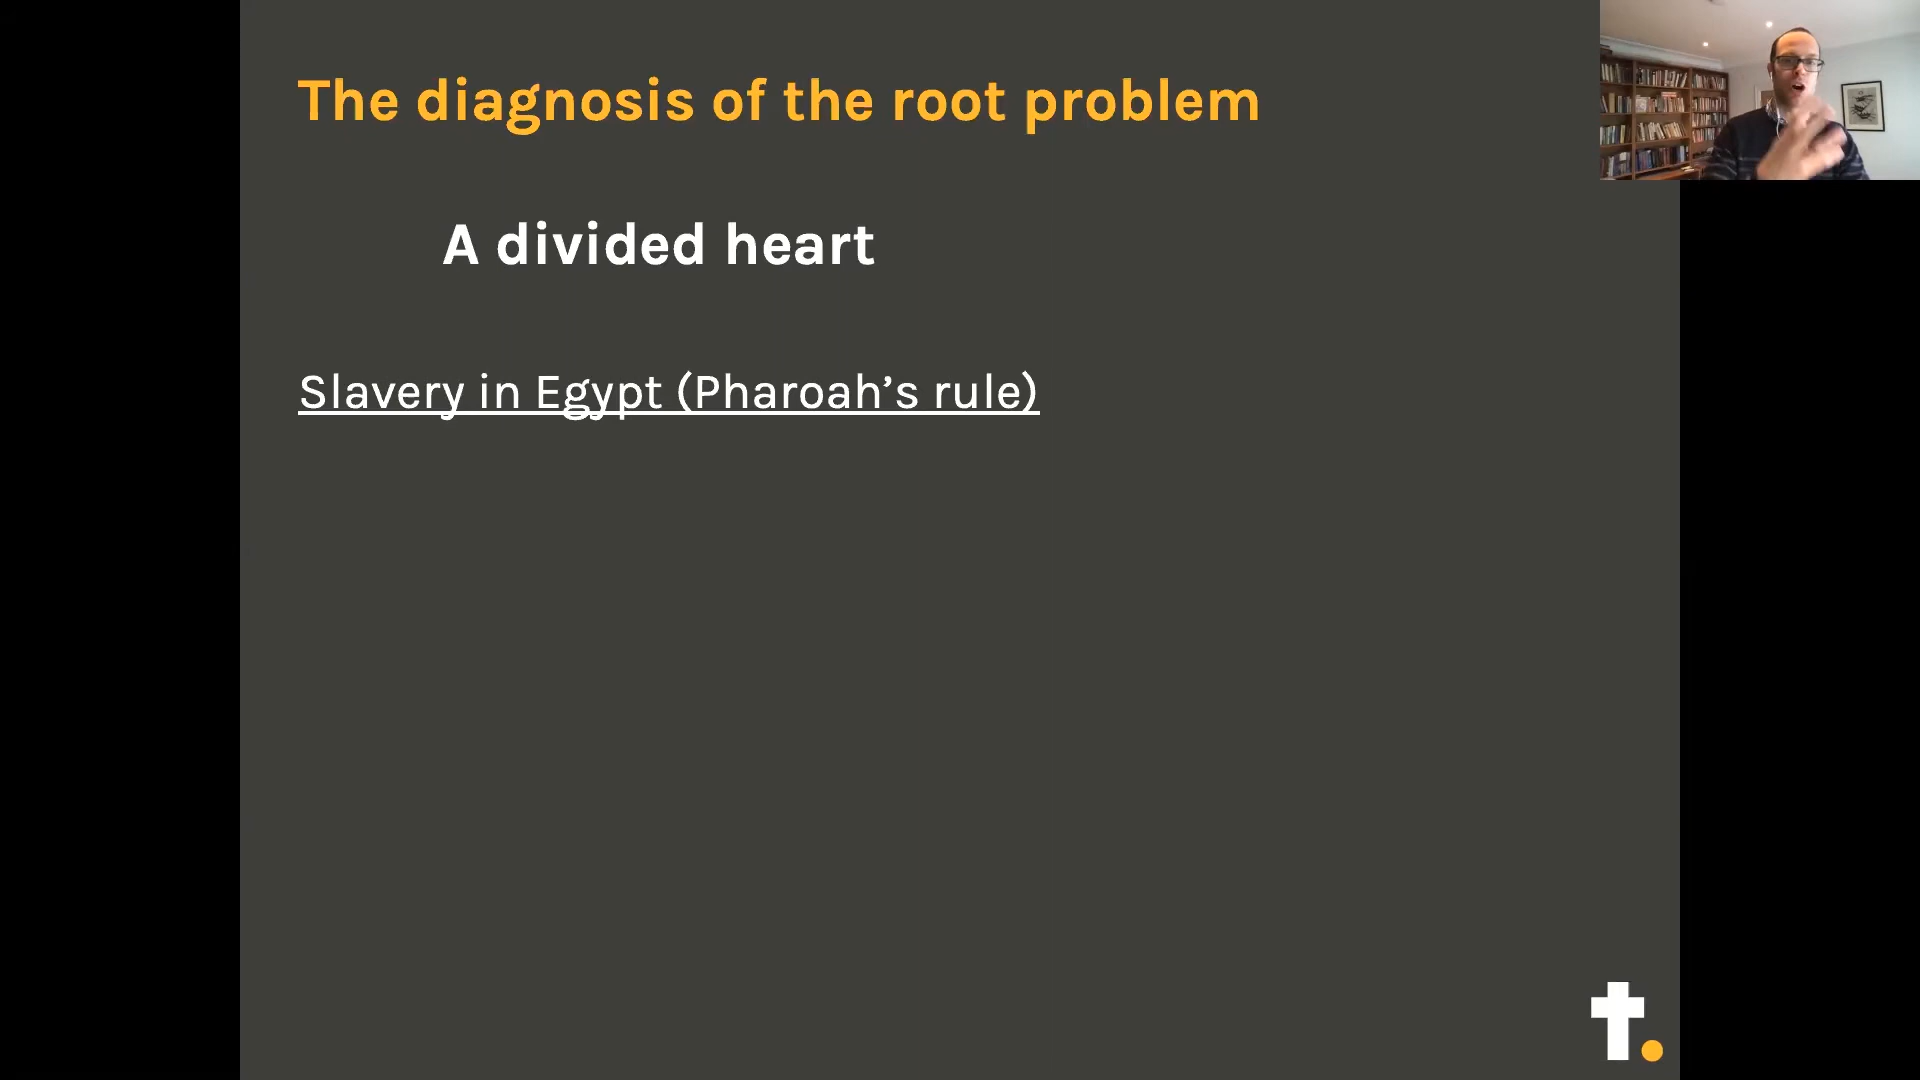 The diagnosis of the root problem
A divided heart
Slavery in Egypt (Pharoah’s rule)
t.